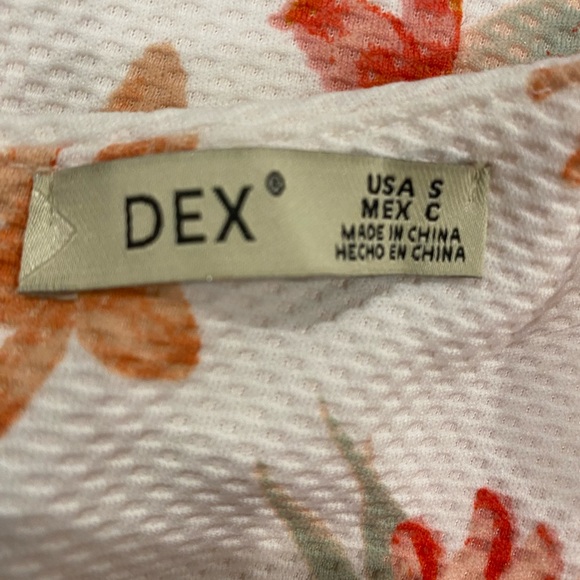 DEX®
USA S
MEX C
MADE IN CHINA
HECHO EN CHINA